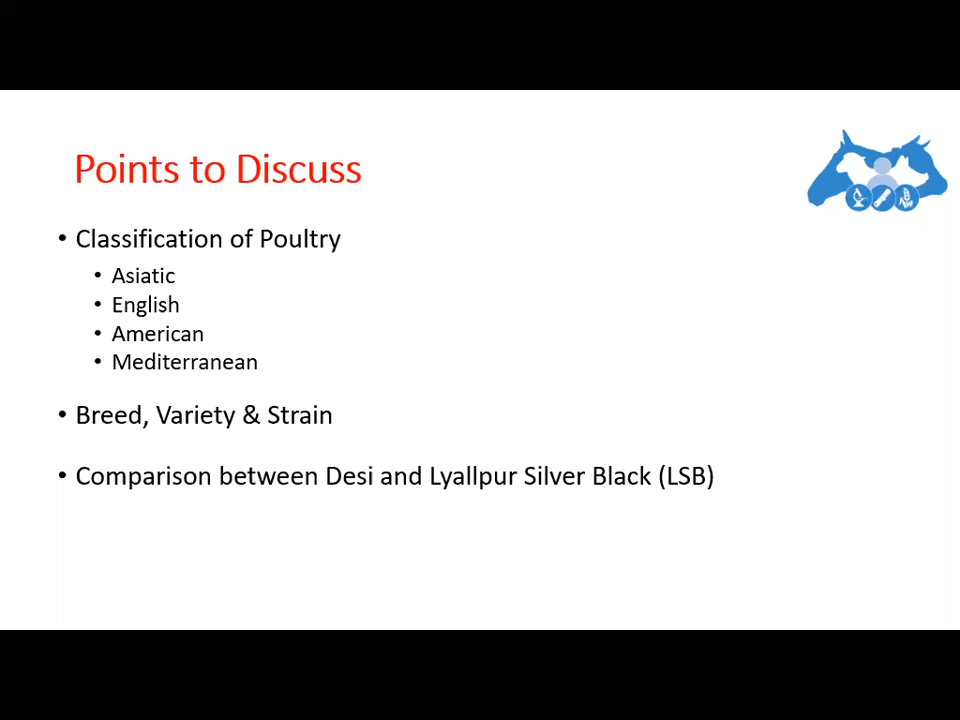 Points to Discuss
• Classification of Poultry
• Asiatic
• English
• American
• Mediterranean
• Breed, Variety & Strain
• Comparison between Desi and Lyallpur Silver Black (LSB)